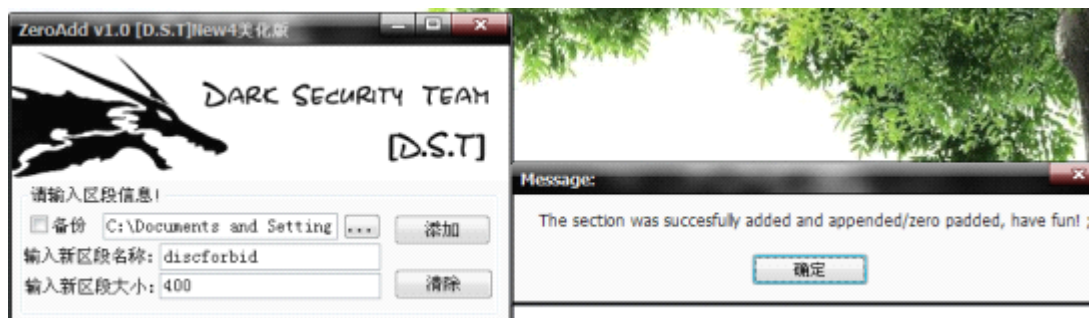 ZeroAdd v1.0 [D.S.T]New4美化版
DARK SECURITY TEAM
[D.S.T]
请输入区段信息!
备份 C:\Documents and Setting ... 添加
输入新区段名称: discforbid
输入新区段大小: 400 清除
Message:
The section was succesfully added and appended/zero padded, have fun! ;
确定